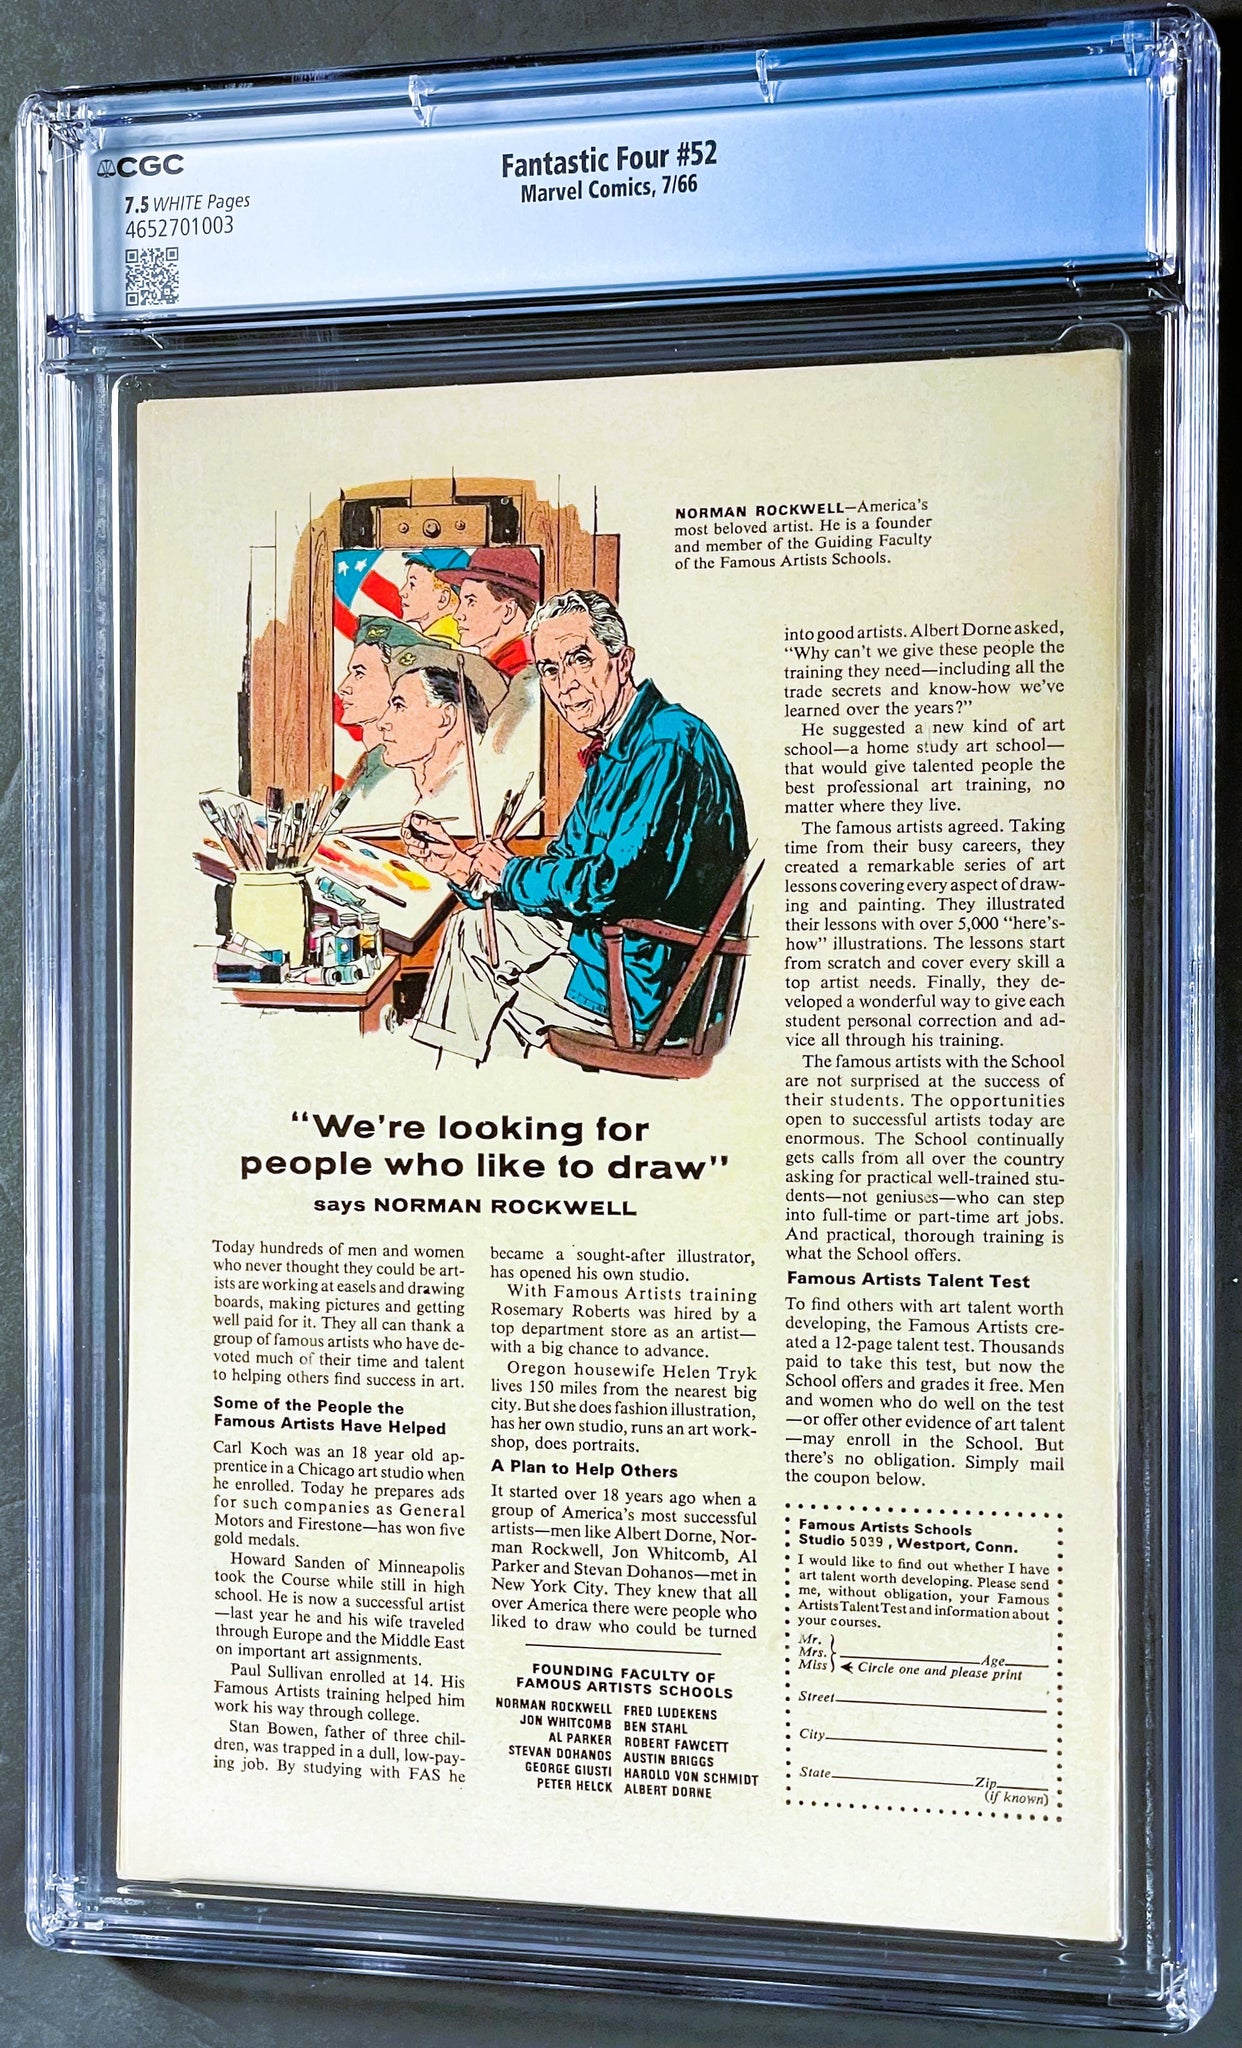 CGC
7.5 WHITE Pages
4652701003
Fantastic Four #52
Marvel Comics, 7/66
NORMAN ROCKWELL—America's
most beloved artist. He is a founder
and member of the Guiding Faculty
of the Famous Artists Schools.
"We're looking for
people who like to draw"
says NORMAN ROCKWELL
Today hundreds of men and women
who never thought they could be art-
ists are working at easels and drawing
boards, making pictures and getting
well paid for it. They all can thank a
group of famous artists who have de-
voted much of their time and talent
to helping others find success in art.
Some of the People the
Famous Artists Have Helped
Carl Koch was an 18 year old ap-
prentice in a Chicago art studio when
he enrolled. Today he prepares ads
for such companies as General
Motors and Firestone—has won five
gold medals.
Howard Sanden of Minneapolis
took the Course while still in high
school. He is now a successful artist
—last year he and his wife traveled
through Europe and the Middle East
on important art assignments.
Paul Sullivan enrolled at 14. His
Famous Artists training helped him
work his way through college.
Stan Bowen, father of three chil-
dren, was trapped in a dull, low-pay-
ing job. By studying with FAS he
became a sought-after illustrator,
has opened his own studio.
With Famous Artists training
Rosemary Roberts was hired by a
top department store as an artist—
with a big chance to advance.
Oregon housewife Helen Tryk
lives 150 miles from the nearest big
city. But she does fashion illustration,
has her own studio, runs an art work-
shop, does portraits.
A Plan to Help Others
It started over 18 years ago when a
group of America's most successful
artists—men like Albert Dorne, Nor-
man Rockwell, Jon Whitcomb, Al
Parker and Stevan Dohanos—met in
New York City. They knew that all
over America there were people who
liked to draw who could be turned
FOUNDING FACULTY OF
FAMOUS ARTISTS SCHOOLS
NORMAN ROCKWELL FRED LUDEKENS
JON WHITCOMB BEN STAHL
AL PARKER ROBERT FAWCETT
STEVAN DOHANOS AUSTIN BRIGGS
GEORGE GIUSTI HAROLD VON SCHMIDT
PETER HELCK ALBERT DORNE
into good artists. Albert Dorne asked,
"Why can't we give these people the
training they need—including all the
trade secrets and know-how we've
learned over the years?"
He suggested a new kind of art
school—a home study art school—
that would give talented people the
best professional art training, no
matter where they live.
The famous artists agreed. Taking
time from their busy careers, they
created a remarkable series of art
lessons covering every aspect of draw-
ing and painting. They illustrated
their lessons with over 5,000 "here's-
how" illustrations. The lessons start
from scratch and cover every skill a
top artist needs. Finally, they de-
veloped a wonderful way to give each
student personal correction and ad-
vice all through his training.
The famous artists with the School
are not surprised at the success of
their students. The opportunities
open to successful artists today are
enormous. The School continually
gets calls from all over the country
asking for practical well-trained stu-
dents—not geniuses—who can step
into full-time or part-time art jobs.
And practical, thorough training is
what the School offers.
Famous Artists Talent Test
To find others with art talent worth
developing, the Famous Artists cre-
ated a 12-page talent test. Thousands
paid to take this test, but now the
School offers and grades it free. Men
and women who do well on the test
—or offer other evidence of art talent
—may enroll in the School. But
there's no obligation. Simply mail
the coupon below.
Famous Artists Schools
Studio 5039, Westport, Conn.
I would like to find out whether I have
art talent worth developing. Please send
me, without obligation, your Famous
Artists Talent Test and information about
your courses.
Mr.
Mrs. Age
Miss Circle one and please print
Street
City
State Zip
(if known)